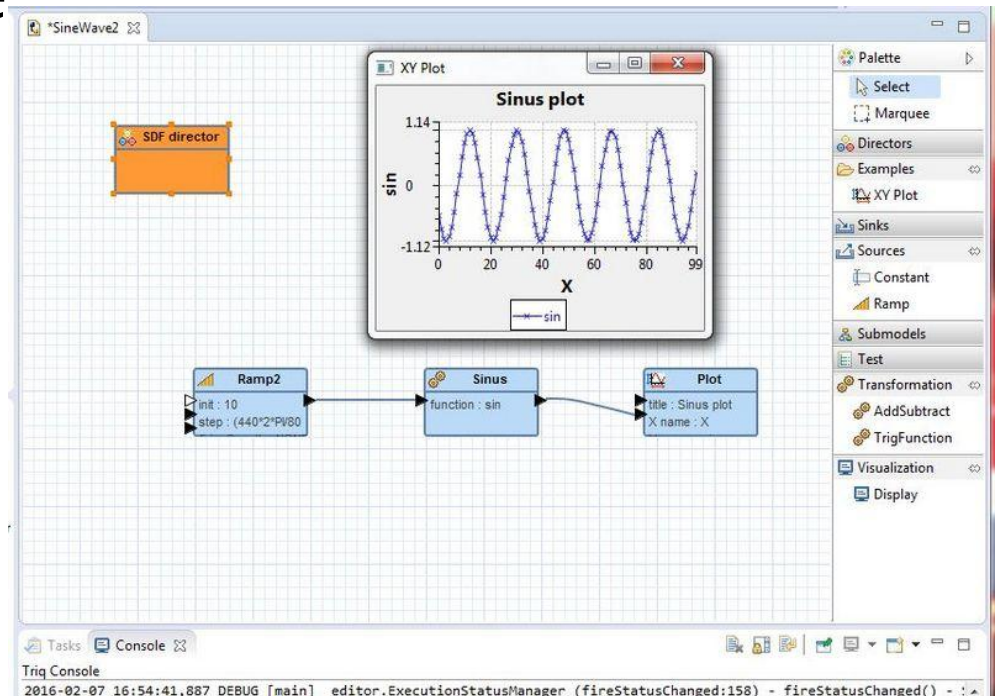 *SineWave2
SDF director
XY Plot
Sinus plot
1.14
0
-1.12
sin
0 20 40 60 80 99
X
sin
Ramp2
init : 10
step : (440*2*PI/80
Sinus
function : sin
Plot
title : Sinus plot
X name : X
Palette
Select
Marquee
Directors
Examples
XY Plot
Sinks
Sources
Constant
Ramp
Submodels
Test
Transformation
AddSubtract
TrigFunction
Visualization
Display
Tasks Console
Triq Console
2016-02-07 16:54:41,887 DEBUG [main] editor.ExecutionStatusManager (fireStatusChanged:158) - fireStatusChanged() -